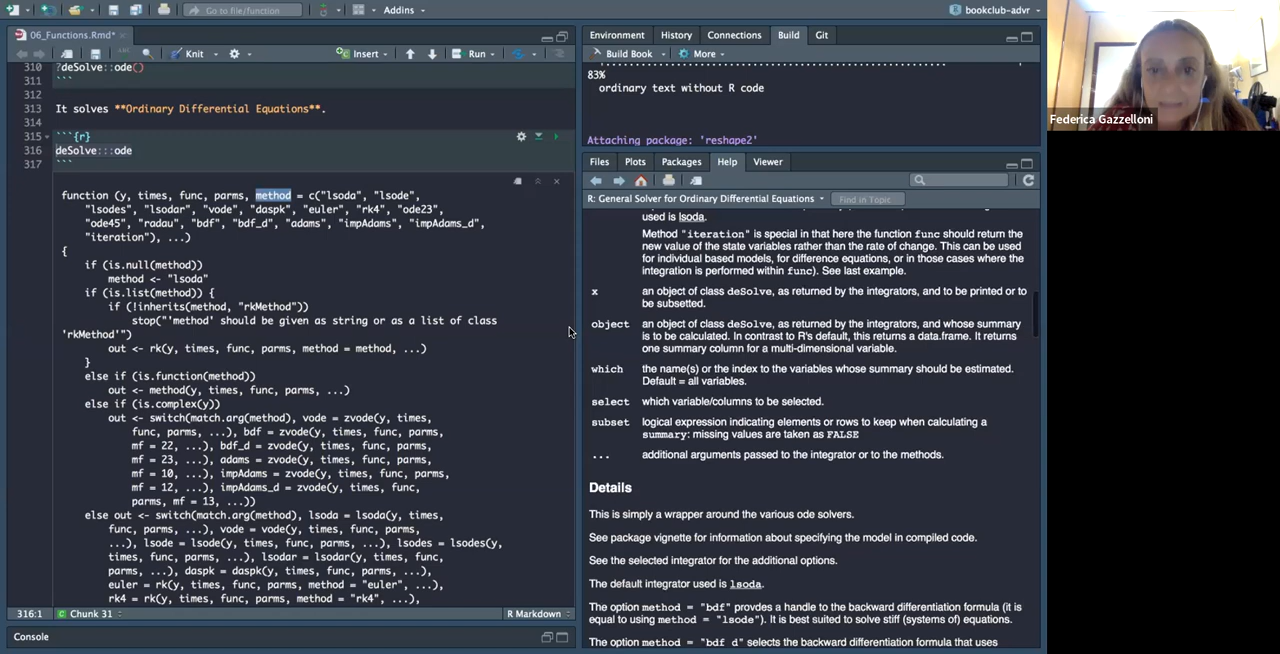 Go to file/function
Addins
bookclub-advr
06_Functions.Rmd*
Knit
Insert
Run
310 ?deSolve::ode()
311 ```
312
313 It solves **Ordinary Differential Equations**.
314
315 ```{r}
316 deSolve:::ode
317 ```
function (y, times, func, parms, method = c("lsoda", "lsode",
"lsodes", "lsodar", "vode", "daspk", "euler", "rk4", "ode23",
"ode45", "radau", "bdf", "bdf_d", "adams", "impAdams", "impAdams_d",
"iteration"), ...)
{
if (is.null(method))
method <- "lsoda"
if (is.list(method)) {
if (!inherits(method, "rkMethod"))
stop("'method' should be given as string or as a list of class
'rkMethod'")
out <- rk(y, times, func, parms, method = method, ...)
}
else if (is.function(method))
out <- method(y, times, func, parms, ...)
else if (is.complex(y))
out <- switch(match.arg(method), vode = zvode(y, times,
func, parms, ...), bdf = zvode(y, times, func, parms,
mf = 22, ...), bdf_d = zvode(y, times, func, parms,
mf = 23, ...), adams = zvode(y, times, func, parms,
mf = 10, ...), impAdams = zvode(y, times, func, parms,
mf = 12, ...), impAdams_d = zvode(y, times, func,
parms, mf = 13, ...))
else out <- switch(match.arg(method), lsoda = lsoda(y, times,
func, parms, ...), vode = vode(y, times, func, parms,
...), lsode = lsode(y, times, func, parms, ...), lsodes = lsodes(y,
times, func, parms, ...), lsodar = lsodar(y, times, func,
parms, ...), daspk = daspk(y, times, func, parms, ...),
euler = rk(y, times, func, parms, method = "euler", ...),
rk4 = rk(y, times, func, parms, method = "rk4", ...),
316:1 Chunk 31 R Markdown
Console
Environment History Connections Build Git
Build Book More
83%
ordinary text without R code
Attaching package: 'reshape2'
Files Plots Packages Help Viewer
R: General Solver for Ordinary Differential Equations Find in Topic
used is lsoda.
Method "iteration" is special in that here the function func should return the
new value of the state variables rather than the rate of change. This can be used
for individual based models, for difference equations, or in those cases where the
integration is performed within func). See last example.
x an object of class deSolve, as returned by the integrators, and to be printed or to
be subsetted.
object an object of class deSolve, as returned by the integrators, and whose summary
is to be calculated. In contrast to R's default, this returns a data.frame. It returns
one summary column for a multi-dimensional variable.
which the name(s) or the index to the variables whose summary should be estimated.
Default = all variables.
select which variable/columns to be selected.
subset logical expression indicating elements or rows to keep when calculating a
summary: missing values are taken as FALSE
... additional arguments passed to the integrator or to the methods.
Details
This is simply a wrapper around the various ode solvers.
See package vignette for information about specifying the model in compiled code.
See the selected integrator for the additional options.
The default integrator used is lsoda.
The option method = "bdf" provdes a handle to the backward differentiation formula (it is
equal to using method = "lsode"). It is best suited to solve stiff (systems of) equations.
The option method = "bdf_d" selects the backward differentiation formula that uses
Federica Gazzelloni